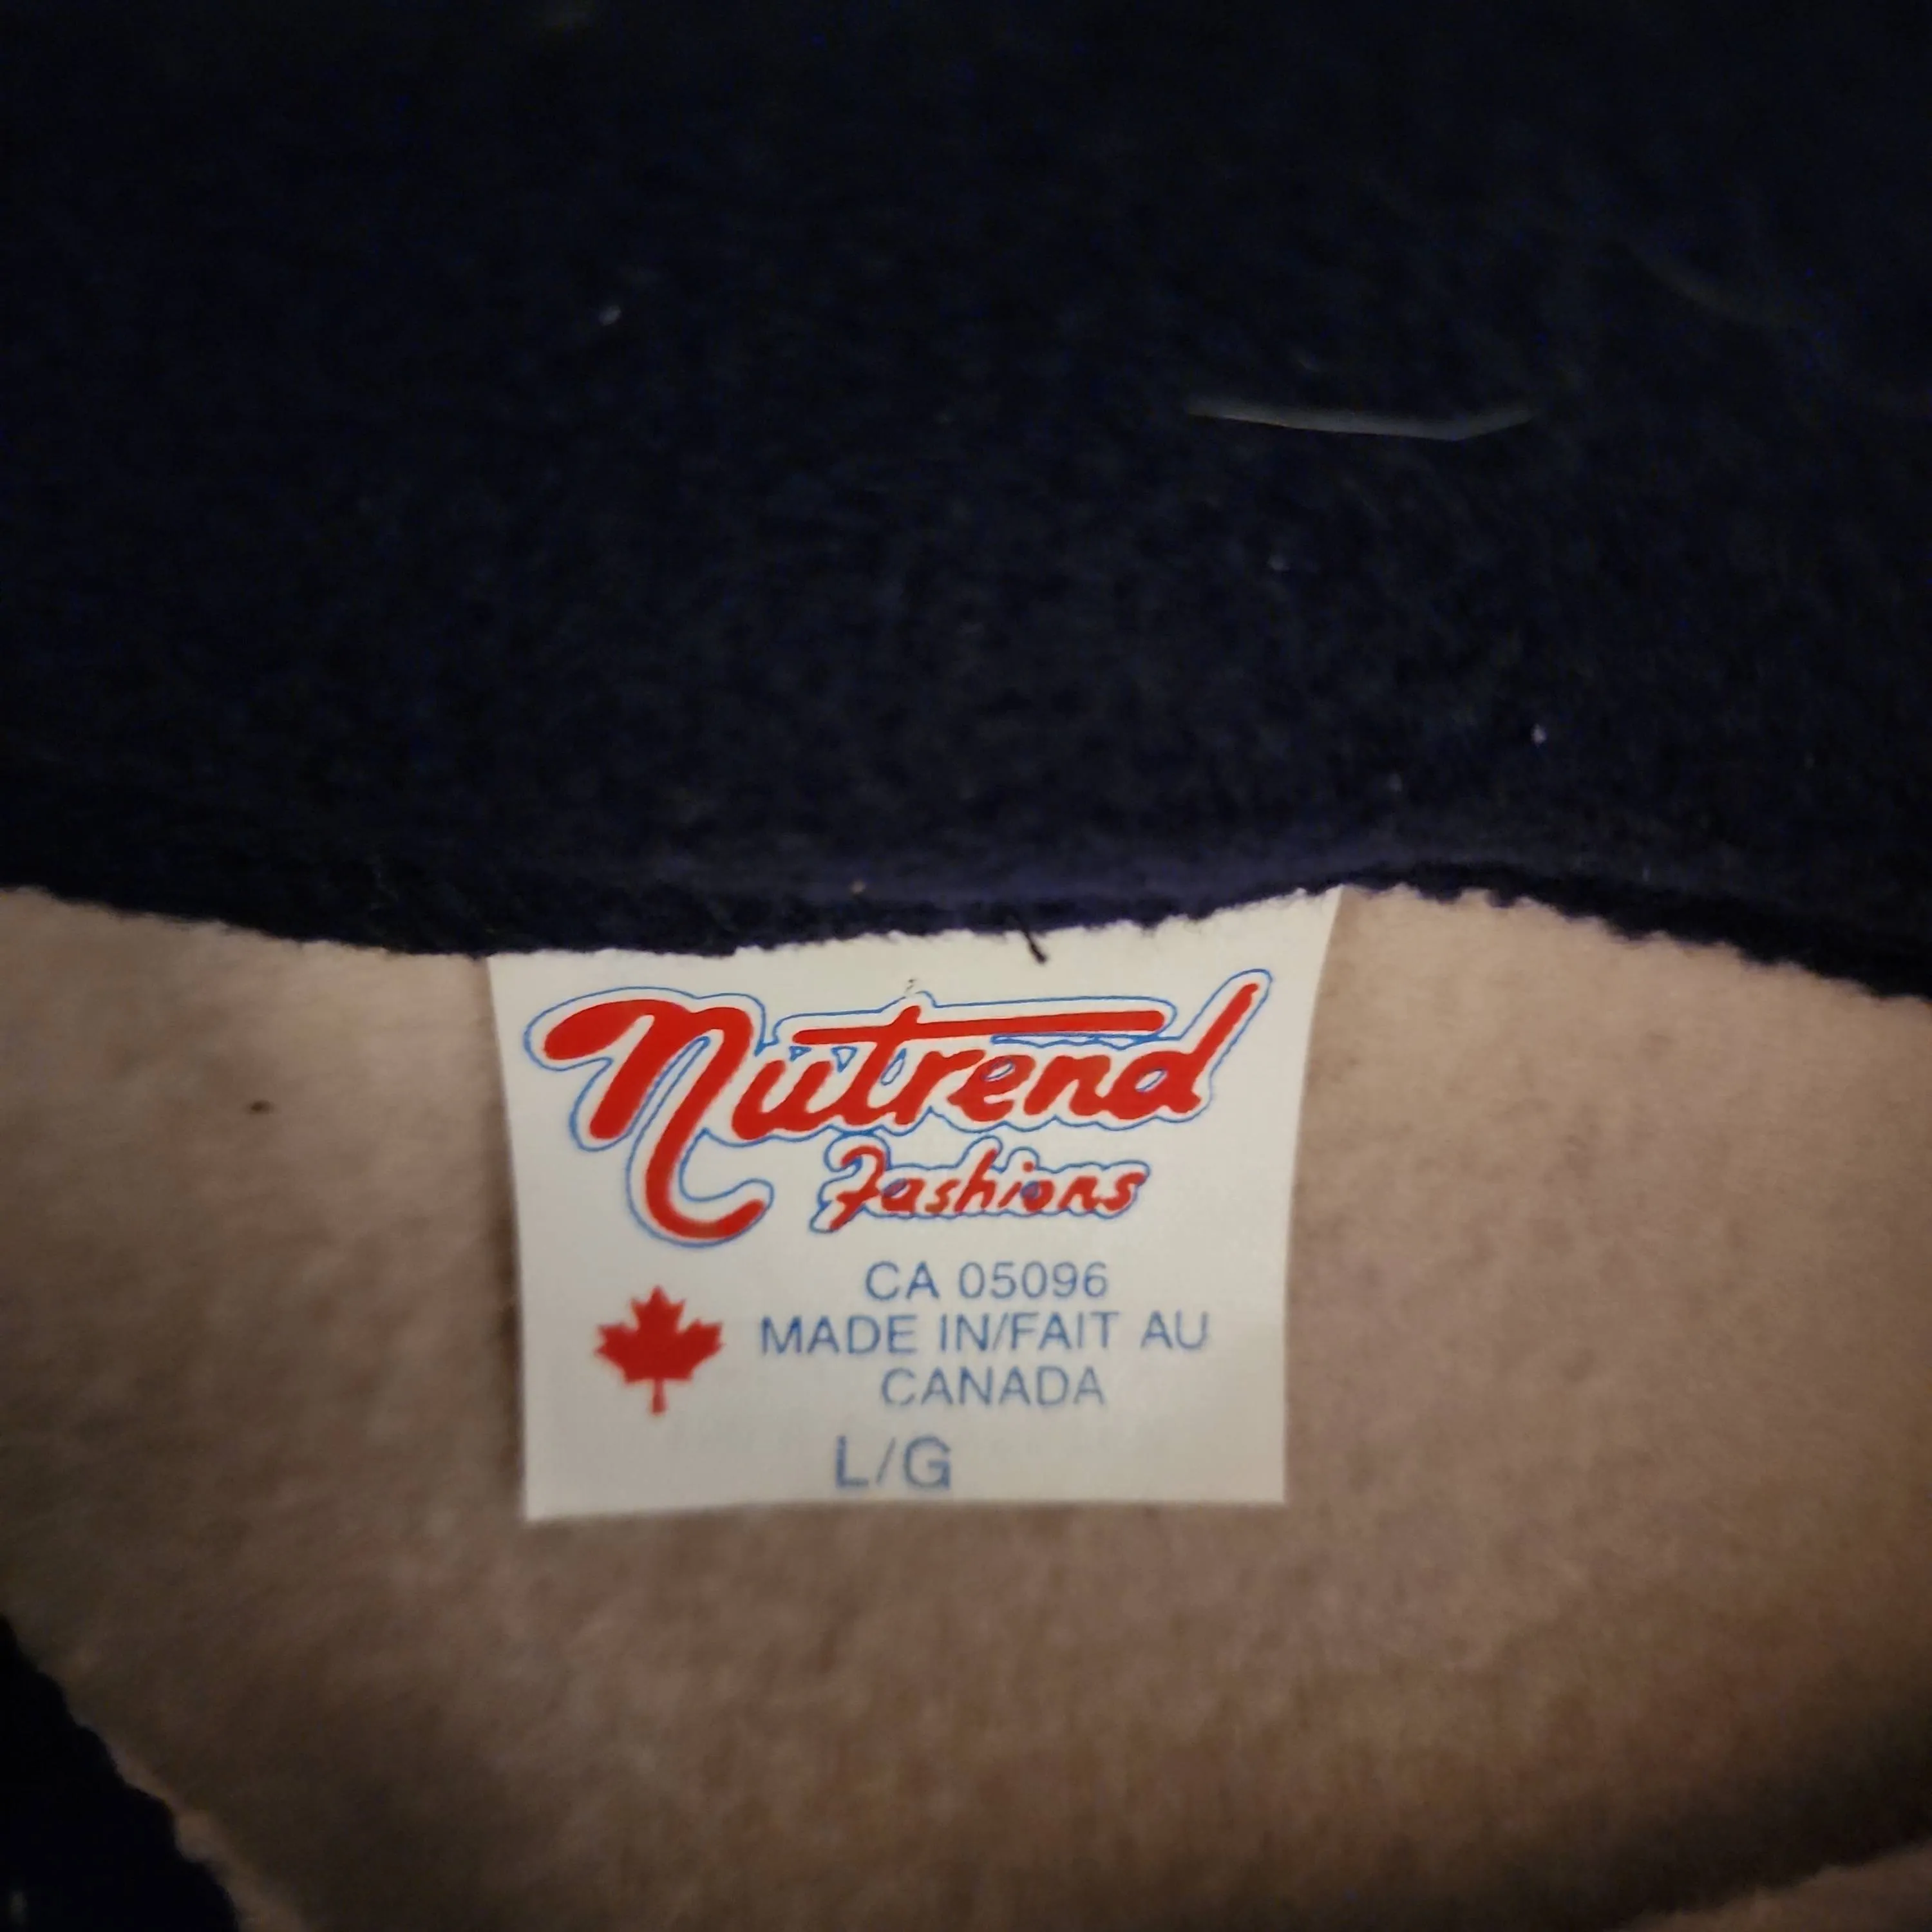 Nutrend
Fashions
CA 05096
MADE IN/FAIT AU
CANADA
L/G